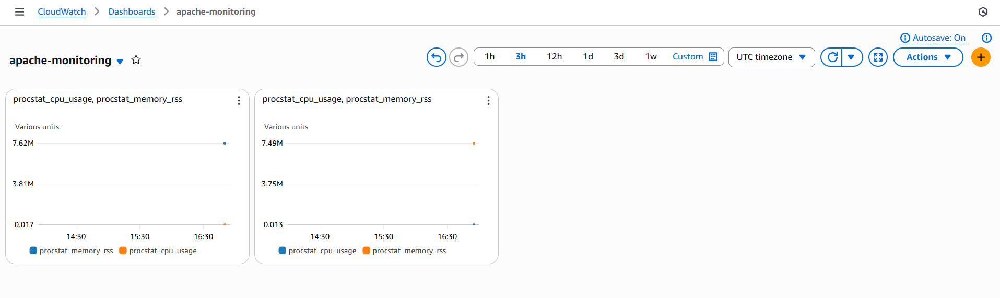 CloudWatch > Dashboards > apache-monitoring
Autosave: On
apache-monitoring
1h 3h 12h 1d 3d 1w Custom
UTC timezone
Actions
procstat_cpu_usage, procstat_memory_rss
Various units
7.62M
3.81M
0.017
14:30 15:30 16:30
procstat_memory_rss procstat_cpu_usage
procstat_cpu_usage, procstat_memory_rss
Various units
7.49M
3.75M
0.013
14:30 15:30 16:30
procstat_cpu_usage procstat_memory_rss